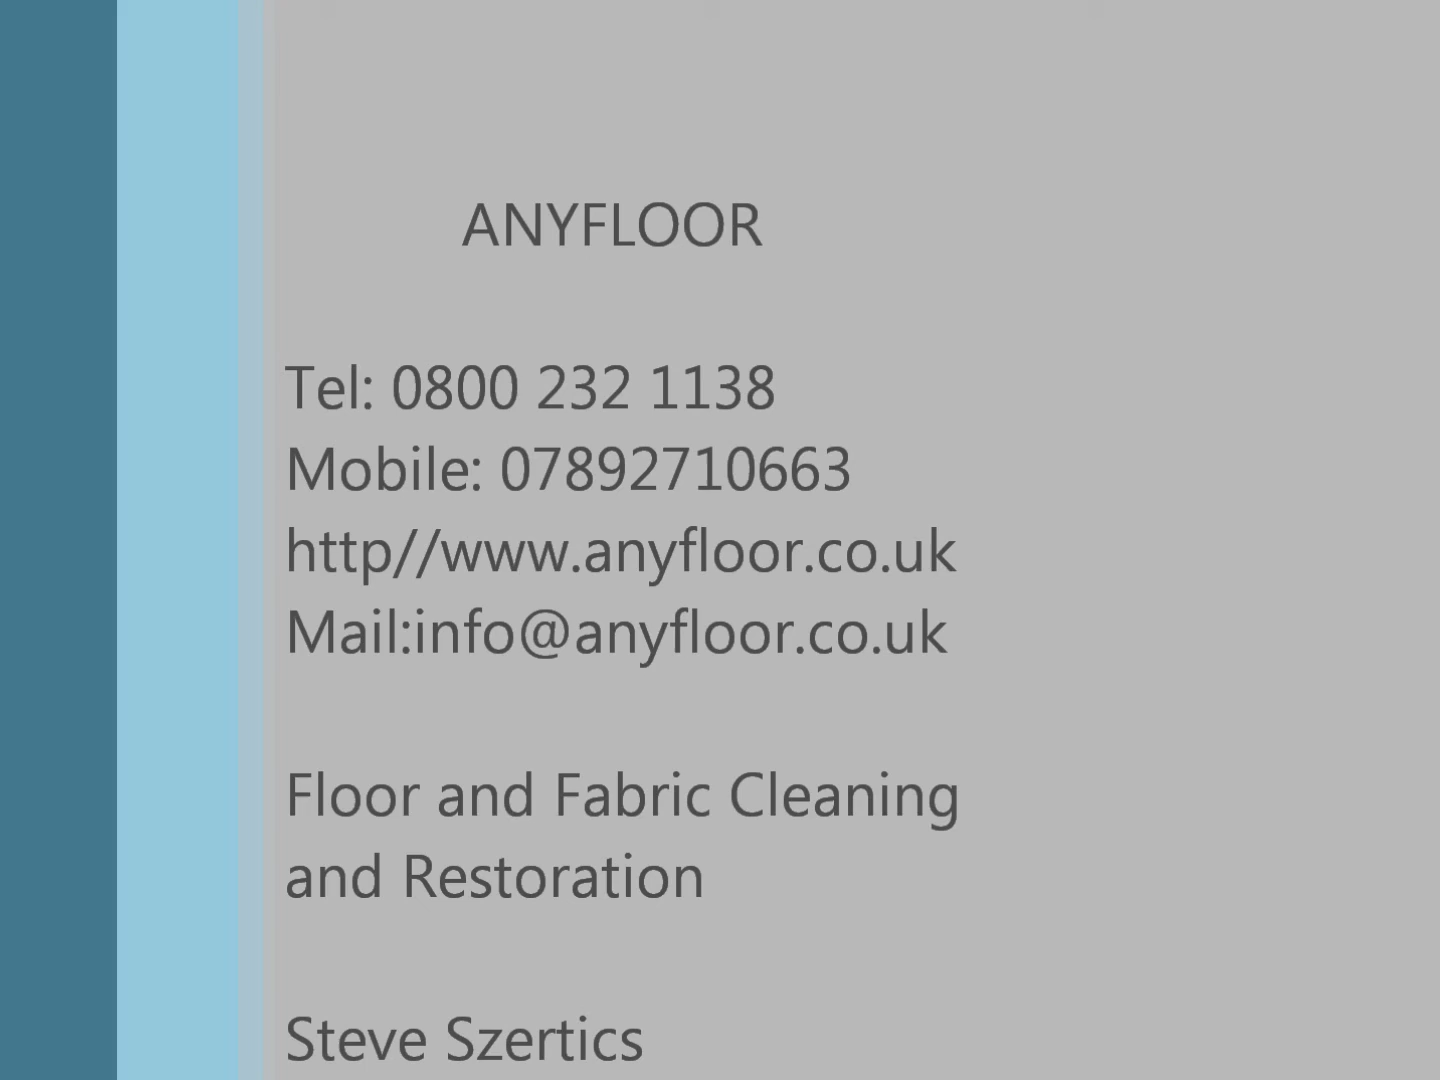 ANYFLOOR
Tel: 0800 232 1138
Mobile: 07892710663
http//www.anyfloor.co.uk
Mail:info@anyfloor.co.uk
Floor and Fabric Cleaning
and Restoration
Steve Szertics